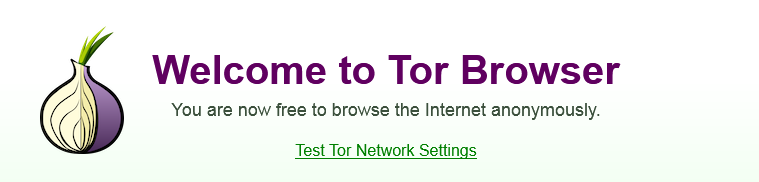 Welcome to Tor Browser
You are now free to browse the Internet anonymously.
Test Tor Network Settings